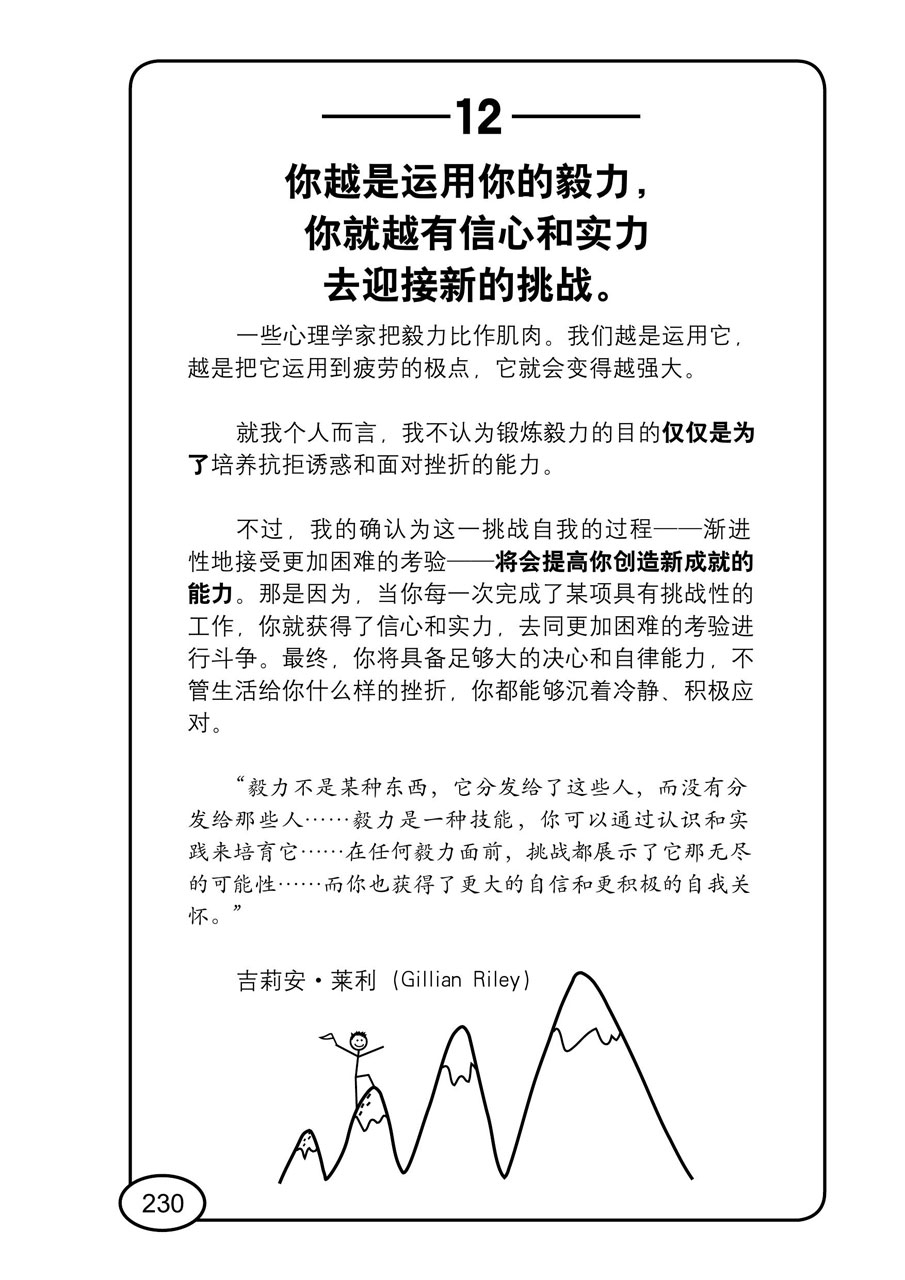 12
你越是运用你的毅力，
你就越有信心和实力
去迎接新的挑战。
一些心理学家把毅力比作肌肉。我们越是运用它，
越是把它运用到疲劳的极点，它就会变得越强大。
就我个人而言，我不认为锻炼毅力的目的仅仅是为
了培养抗拒诱惑和面对挫折的能力。
不过，我的确认为这一挑战自我的过程——渐进
性地接受更加困难的考验——将会提高你创造新成就的
能力。那是因为，当你每一次完成了某项具有挑战性的
工作，你就获得了信心和实力，去同更加困难的考验进
行斗争。最终，你将具备足够大的决心和自律能力，不
管生活给你什么样的挫折，你都能够沉着冷静、积极应
对。
“毅力不是某种东西，它分发给了这些人，而没有分
发给那些人……毅力是一种技能，你可以通过认识和实
践来培育它……在任何毅力面前，挑战都展示了它那无尽
的可能性……而你也获得了更大的自信和更积极的自我关
怀。”
吉莉安·莱利（Gillian Riley）
230